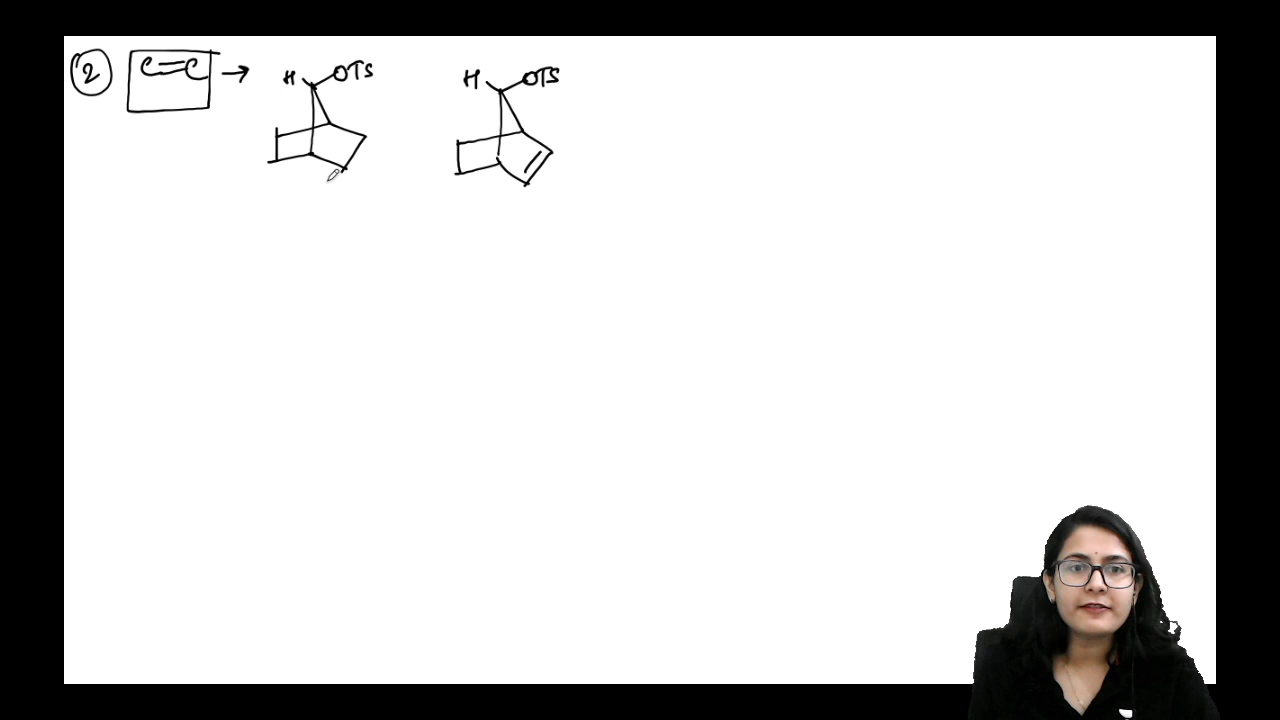 2 C=C → H OTS H OTS